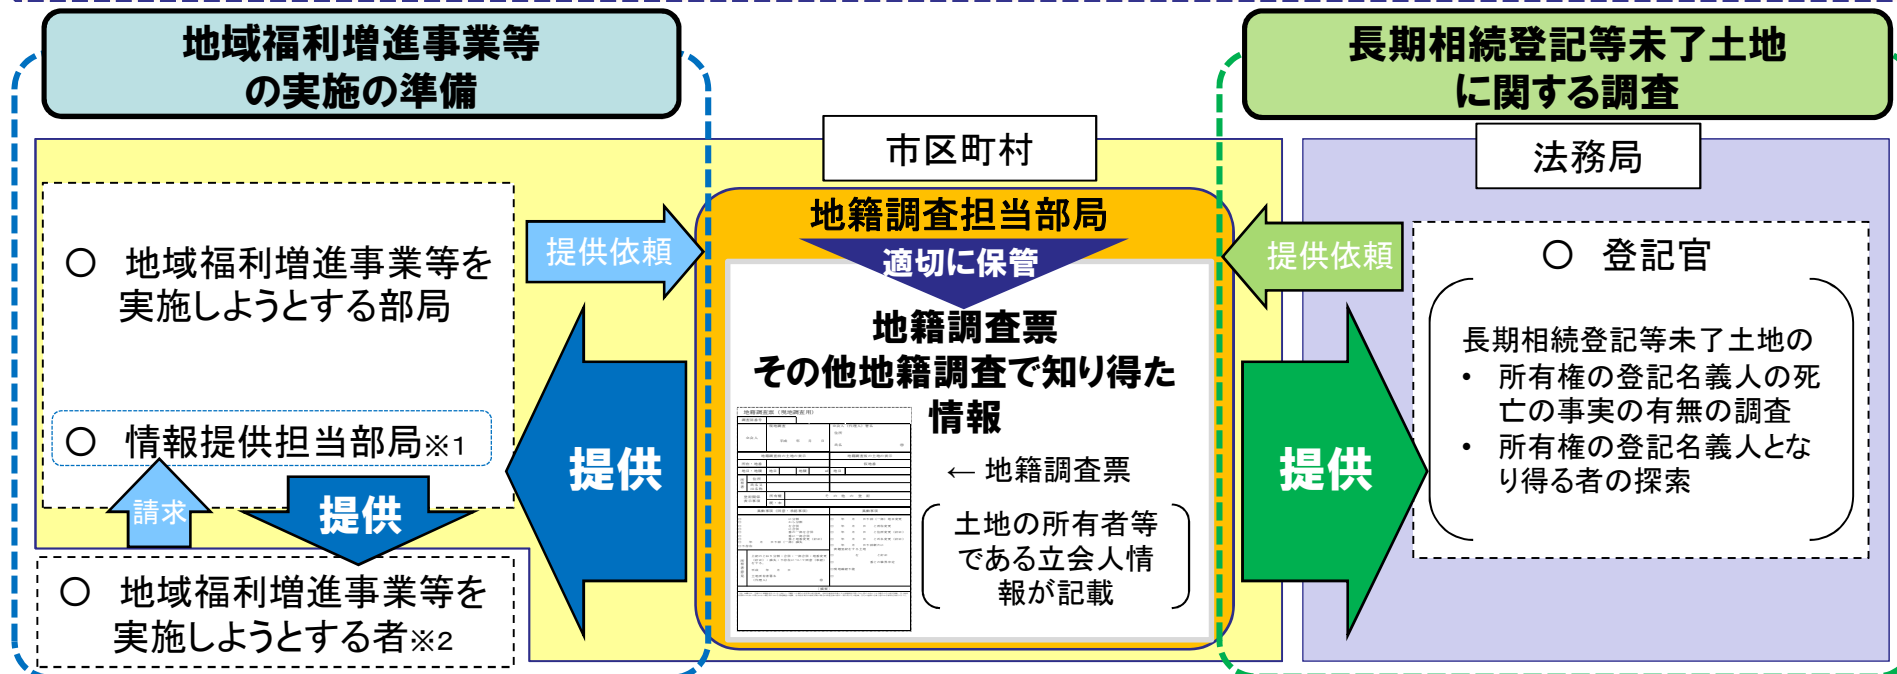 地域福利増進事業等
の実施の準備
長期相続登記等未了土地
に関する調査
市区町村
法務局
○ 地域福利増進事業等を
実施しようとする部局
○ 情報提供担当部局※1
請求
提供
○ 地域福利増進事業等を
実施しようとする者※2
提供依頼
提供
地籍調査担当部局
適切に保管
地籍調査票
その他地籍調査で知り得た
情報
地籍調査票（現地調査用）
← 地籍調査票
土地の所有者等
である立会人情
報が記載
提供依頼
提供
○ 登記官
長期相続登記等未了土地の
• 所有権の登記名義人の死
亡の事実の有無の調査
• 所有権の登記名義人とな
り得る者の探索